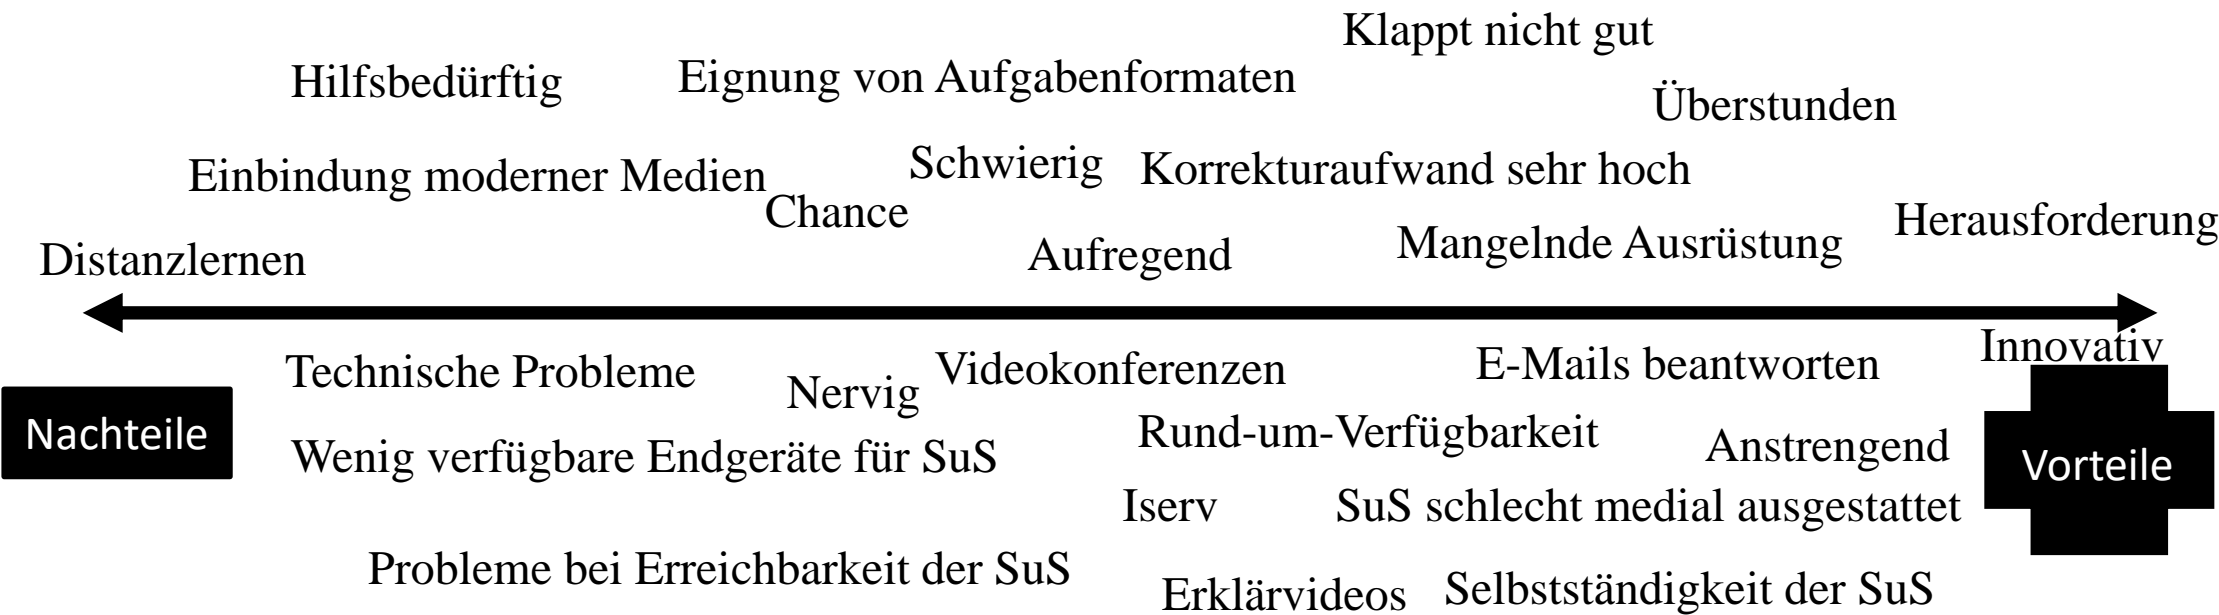 Klappt nicht gut
Hilfsbedürftig
Eignung von Aufgabenformaten
Überstunden
Einbindung moderner Medien
Schwierig
Korrekturaufwand sehr hoch
Chance
Herausforderung
Distanzlernen
Aufregend
Mangelnde Ausrüstung
Innovativ
Technische Probleme
Nervig
Videokonferenzen
E-Mails beantworten
Nachteile
Wenig verfügbare Endgeräte für SuS
Rund-um-Verfügbarkeit
Anstrengend
Vorteile
Iserv
SuS schlecht medial ausgestattet
Probleme bei Erreichbarkeit der SuS
Erklärvideos
Selbstständigkeit der SuS